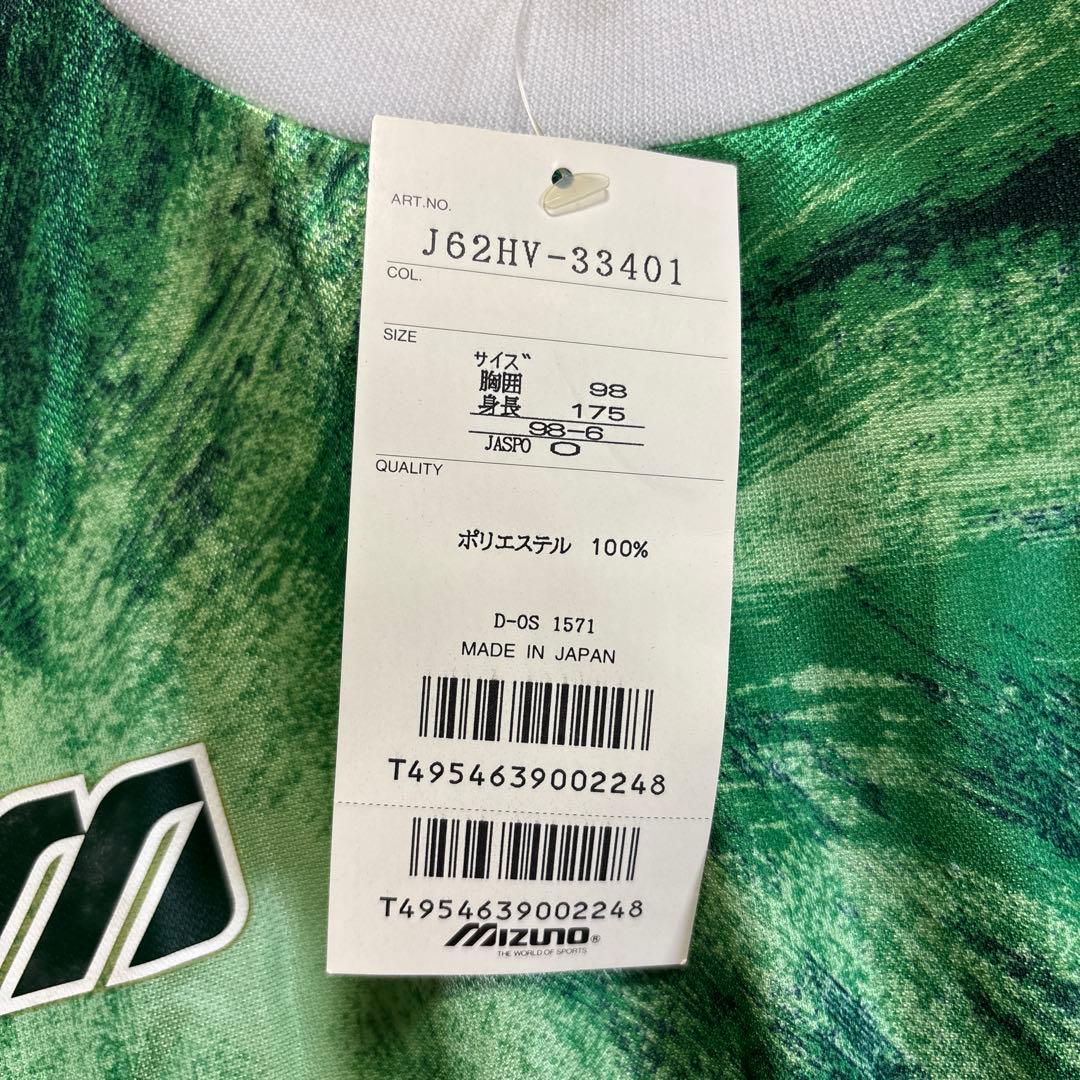 ART.NO.
J62HV-33401
COL.
SIZE
サイズ
胸囲 98
身長 175
98-6
JASPO O
QUALITY
ポリエステル 100%
D-OS 1571
MADE IN JAPAN
T4954639002248
T4954639002248
MIZUNO®
THE WORLD OF SPORTS
M